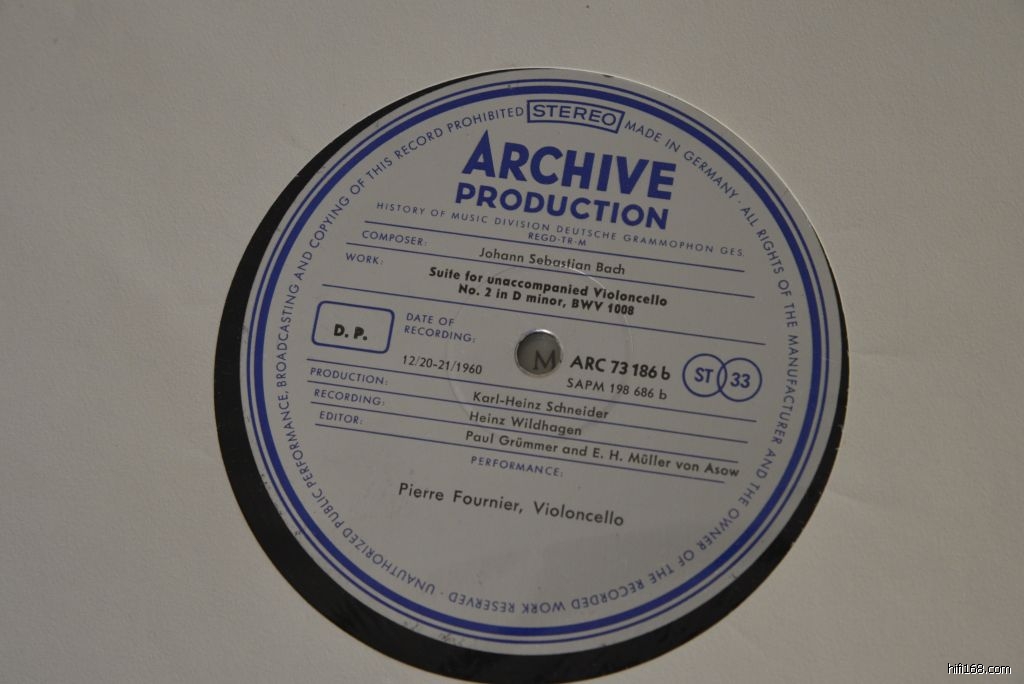 STEREO
ARCHIVE
PRODUCTION
HISTORY OF MUSIC DIVISION DEUTSCHE GRAMMOPHON GES.
REGD·TR·M
COMPOSER:
Johann Sebastian Bach
WORK:
Suite for unaccompanied Violoncello
No. 2 in D minor, BWV 1008
D. P.
DATE OF
RECORDING:
12/20-21/1960
M
ARC 73 186 b
SAPM 198 686 b
ST 33
PRODUCTION:
Karl-Heinz Schneider
RECORDING:
Heinz Wildhagen
EDITOR:
Paul Grümmer and E. H. Müller von Asow
PERFORMANCE:
Pierre Fournier, Violoncello
MADE IN GERMANY · ALL RIGHTS OF THE MANUFACTURER AND THE OWNER OF THE RECORDED WORK RESERVED · UNAUTHORIZED PUBLIC PERFORMANCE, BROADCASTING AND COPYING OF THIS RECORD PROHIBITED
hifi168.com